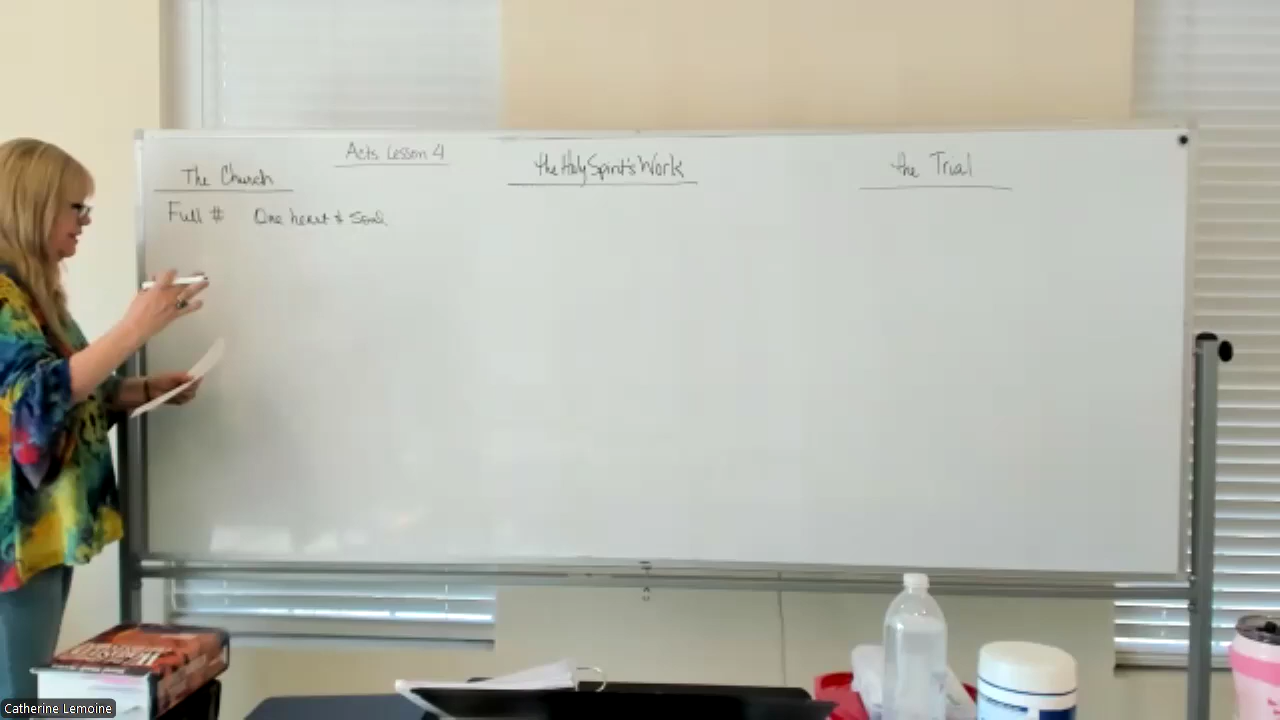 Acts Lesson 4
The Church
the Holy Spirit's Work
the Trial
Full # One heart & Soul
Catherine Lemoine